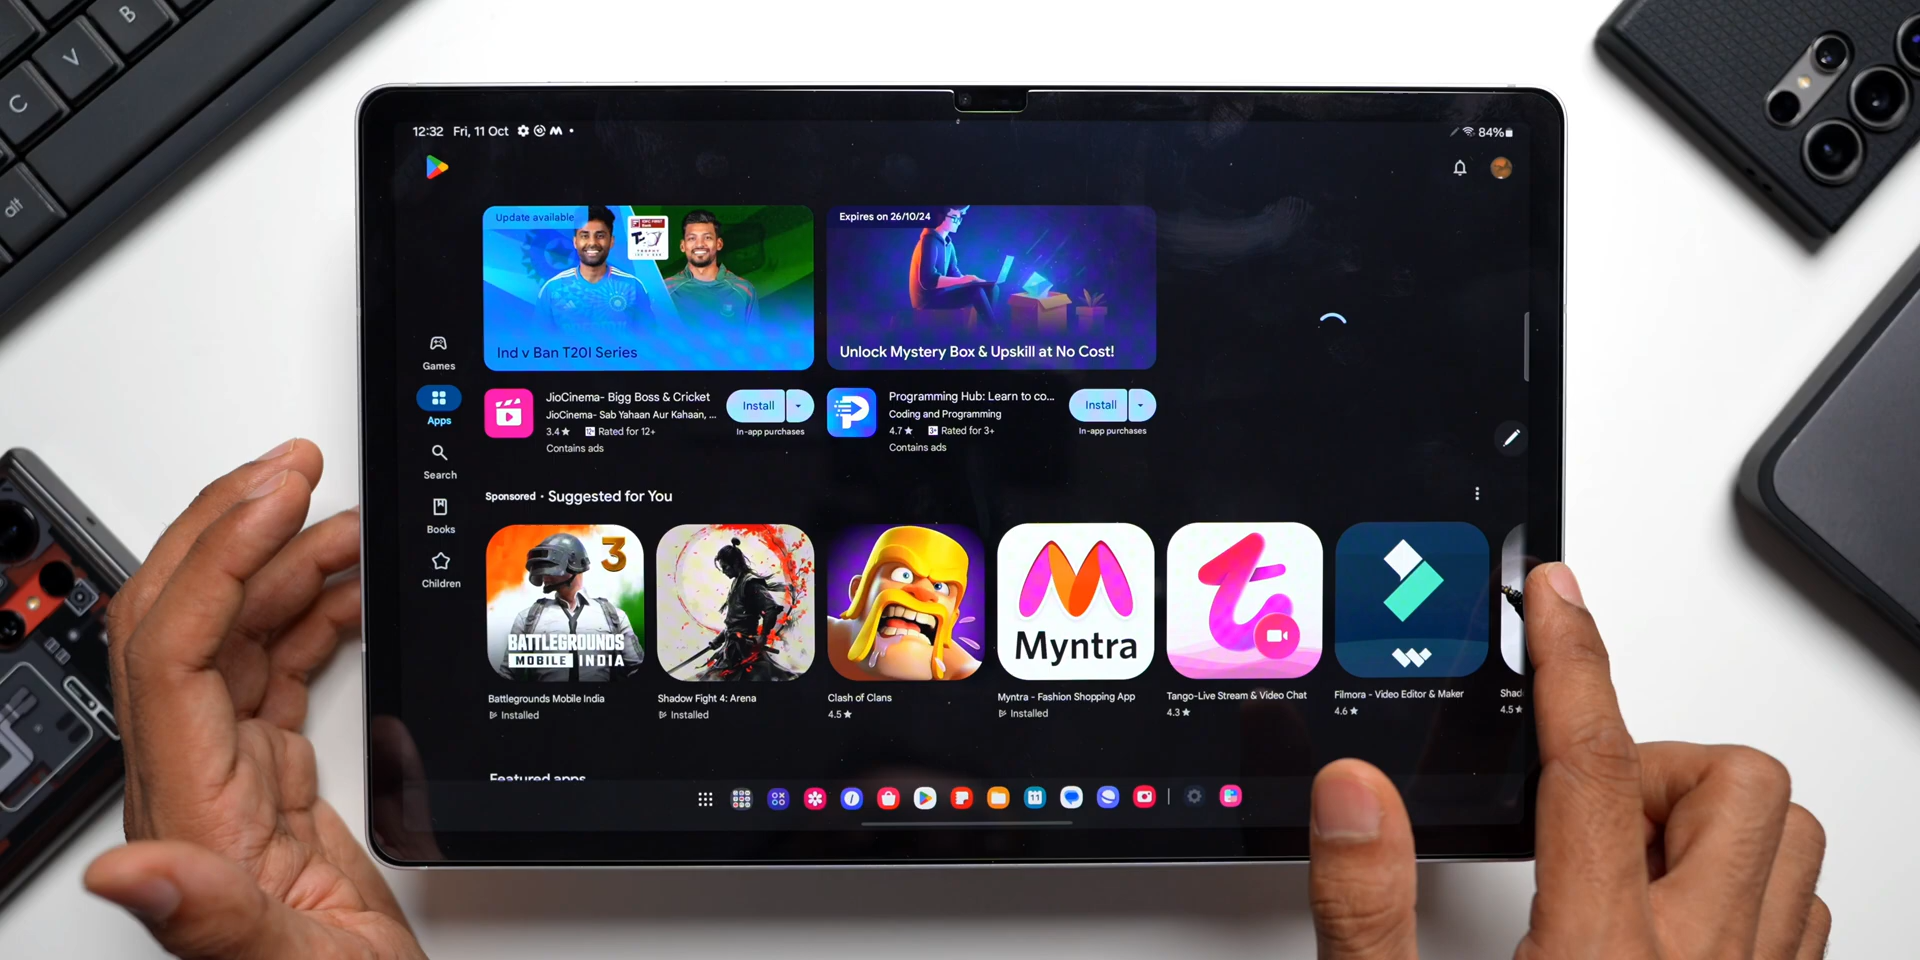 B
V
C
alt
12:32 Fri, 11 Oct
84%
Update available
Ind v Ban T20I Series
Expires on 26/10/24
Unlock Mystery Box & Upskill at No Cost!
Games
Apps
Search
Books
Children
JioCinema- Bigg Boss & Cricket
JioCinema- Sab Yahaan Aur Kahaan, ...
3.4★ 12+ Rated for 12+
Contains ads
Install
In-app purchases
Programming Hub: Learn to co...
Coding and Programming
4.7★ 3+ Rated for 3+
Contains ads
Install
In-app purchases
Sponsored · Suggested for You
3
BATTLEGROUNDS
MOBILE INDIA
Battlegrounds Mobile India
Installed
Shadow Fight 4: Arena
Installed
Clash of Clans
4.5★
Myntra
Myntra - Fashion Shopping App
Installed
Tango-Live Stream & Video Chat
4.3★
Filmora - Video Editor & Maker
4.6★
Shad
4.5★
Featured apps
11